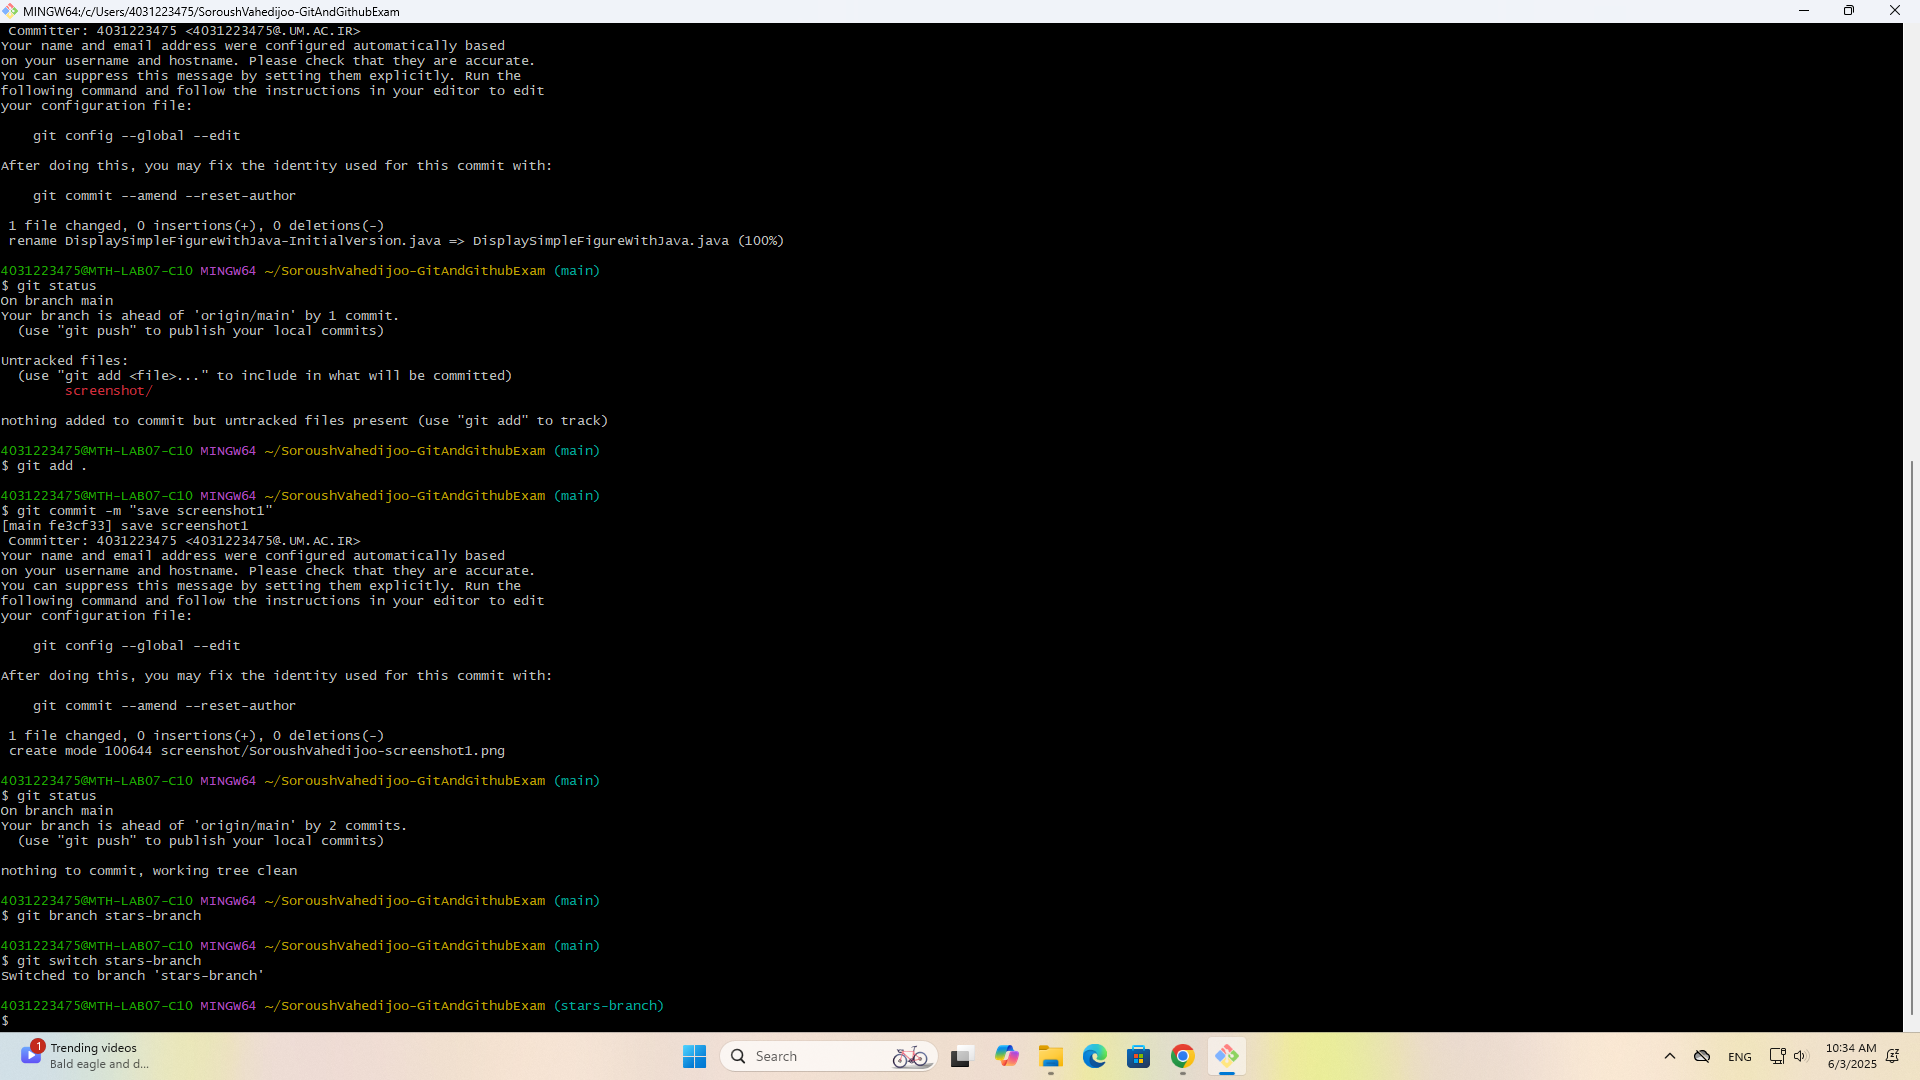 MINGW64:/c/Users/4031223475/SoroushVahedijoo-GitAndGithubExam
Committer: 4031223475 <4031223475@.UM.AC.IR>
Your name and email address were configured automatically based
on your username and hostname. Please check that they are accurate.
You can suppress this message by setting them explicitly. Run the
following command and follow the instructions in your editor to edit
your configuration file:
git config --global --edit
After doing this, you may fix the identity used for this commit with:
git commit --amend --reset-author
1 file changed, 0 insertions(+), 0 deletions(-)
rename DisplaySimpleFigureWithJava-InitialVersion.java => DisplaySimpleFigureWithJava.java (100%)
4031223475@MTH-LAB07-C10 MINGW64 ~/SoroushVahedijoo-GitAndGithubExam (main)
$ git status
On branch main
Your branch is ahead of 'origin/main' by 1 commit.
(use "git push" to publish your local commits)
Untracked files:
(use "git add <file>..." to include in what will be committed)
screenshot/
nothing added to commit but untracked files present (use "git add" to track)
4031223475@MTH-LAB07-C10 MINGW64 ~/SoroushVahedijoo-GitAndGithubExam (main)
$ git add .
4031223475@MTH-LAB07-C10 MINGW64 ~/SoroushVahedijoo-GitAndGithubExam (main)
$ git commit -m "save screenshot1"
[main fe3cf33] save screenshot1
Committer: 4031223475 <4031223475@.UM.AC.IR>
Your name and email address were configured automatically based
on your username and hostname. Please check that they are accurate.
You can suppress this message by setting them explicitly. Run the
following command and follow the instructions in your editor to edit
your configuration file:
git config --global --edit
After doing this, you may fix the identity used for this commit with:
git commit --amend --reset-author
1 file changed, 0 insertions(+), 0 deletions(-)
create mode 100644 screenshot/SoroushVahedijoo-screenshot1.png
4031223475@MTH-LAB07-C10 MINGW64 ~/SoroushVahedijoo-GitAndGithubExam (main)
$ git status
On branch main
Your branch is ahead of 'origin/main' by 2 commits.
(use "git push" to publish your local commits)
nothing to commit, working tree clean
4031223475@MTH-LAB07-C10 MINGW64 ~/SoroushVahedijoo-GitAndGithubExam (main)
$ git branch stars-branch
4031223475@MTH-LAB07-C10 MINGW64 ~/SoroushVahedijoo-GitAndGithubExam (main)
$ git switch stars-branch
Switched to branch 'stars-branch'
4031223475@MTH-LAB07-C10 MINGW64 ~/SoroushVahedijoo-GitAndGithubExam (stars-branch)
$
1
Trending videos
Bald eagle and d...
Search
ENG
10:34 AM
6/3/2025